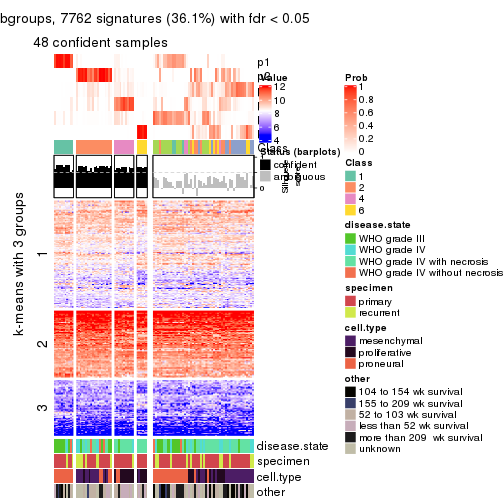 bgroups, 7762 signatures (36.1%) with fdr < 0.05
48 confident samples
p1
Value
12
10
8
6
4
Class
Status (barplots)
confident
ambiguous
0
k-means with 3 groups
1
2
3
disease.state
specimen
cell.type
other
Prob
1
0.8
0.6
0.4
0.2
0
Class
1
2
4
6
disease.state
WHO grade III
WHO grade IV
WHO grade IV with necrosis
WHO grade IV without necrosis
specimen
primary
recurrent
cell.type
mesenchymal
proliferative
proneural
other
104 to 154 wk survival
155 to 209 wk survival
52 to 103 wk survival
less than 52 wk survival
more than 209  wk survival
unknown